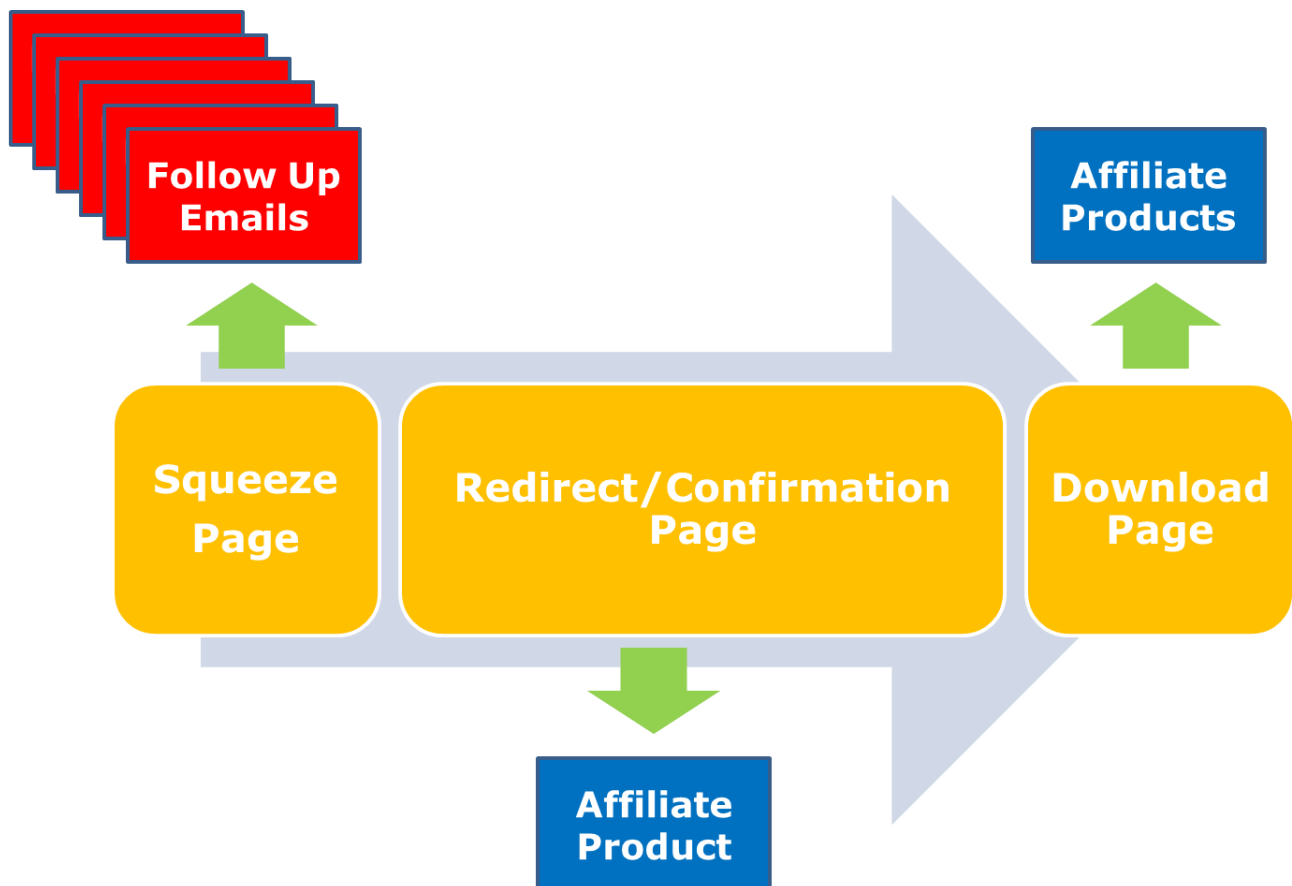 Follow Up
Emails
Affiliate
Products
Squeeze
Page
Redirect/Confirmation
Page
Download
Page
Affiliate
Product